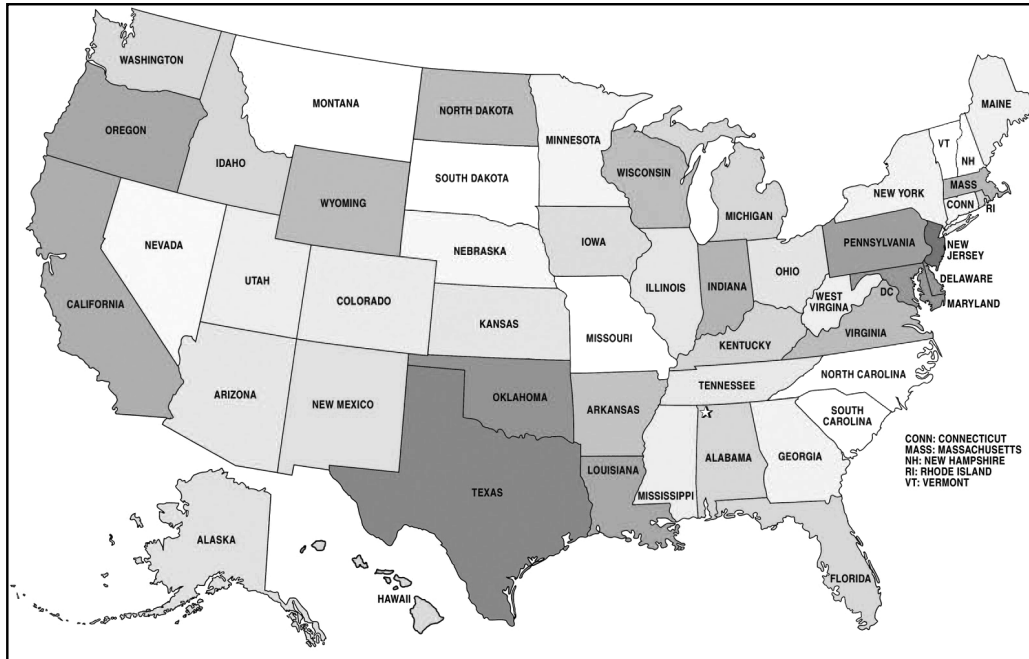 WASHINGTON
MONTANA
NORTH DAKOTA
MINNESOTA
MAINE
OREGON
IDAHO
WYOMING
SOUTH DAKOTA
WISCONSIN
MICHIGAN
VT
NH
NEW YORK
MASS
CONN
RI
NEVADA
UTAH
COLORADO
NEBRASKA
IOWA
ILLINOIS
INDIANA
OHIO
PENNSYLVANIA
NEW
JERSEY
CALIFORNIA
KANSAS
MISSOURI
KENTUCKY
WEST
VIRGINA
VIRGINIA
DC
DELAWARE
MARYLAND
ARIZONA
NEW MEXICO
OKLAHOMA
ARKANSAS
TENNESSEE
NORTH CAROLINA
SOUTH
CAROLINA
TEXAS
LOUISIANA
MISSISSIPPI
ALABAMA
GEORGIA
FLORIDA
ALASKA
HAWAII
CONN: CONNECTICUT
MASS: MASSACHUSETTS
NH: NEW HAMPSHIRE
RI: RHODE ISLAND
VT: VERMONT